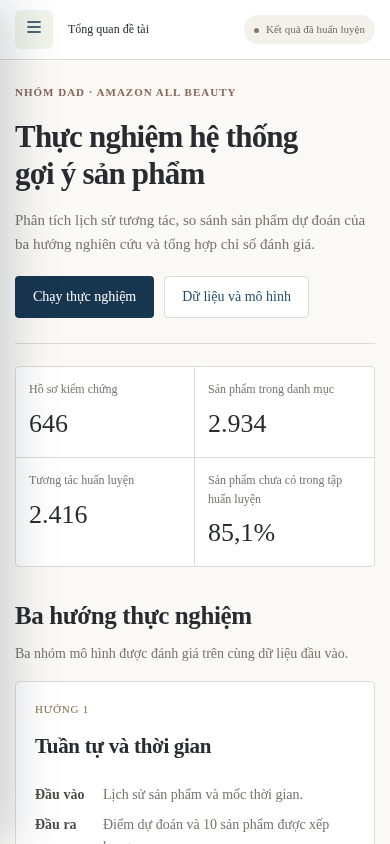 Tổng quan đề tài
Kết quả đã huấn luyện
NHÓM DAD · AMAZON ALL BEAUTY
Thực nghiệm hệ thống
gợi ý sản phẩm
Phân tích lịch sử tương tác, so sánh sản phẩm dự đoán của
ba hướng nghiên cứu và tổng hợp chỉ số đánh giá.
Chạy thực nghiệm
Dữ liệu và mô hình
Hồ sơ kiểm chứng
646
Sản phẩm trong danh mục
2.934
Tương tác huấn luyện
2.416
Sản phẩm chưa có trong tập
huấn luyện
85,1%
Ba hướng thực nghiệm
Ba nhóm mô hình được đánh giá trên cùng dữ liệu đầu vào.
HƯỚNG 1
Tuần tự và thời gian
Đầu vào Lịch sử sản phẩm và mốc thời gian.
Đầu ra Điểm dự đoán và 10 sản phẩm được xếp